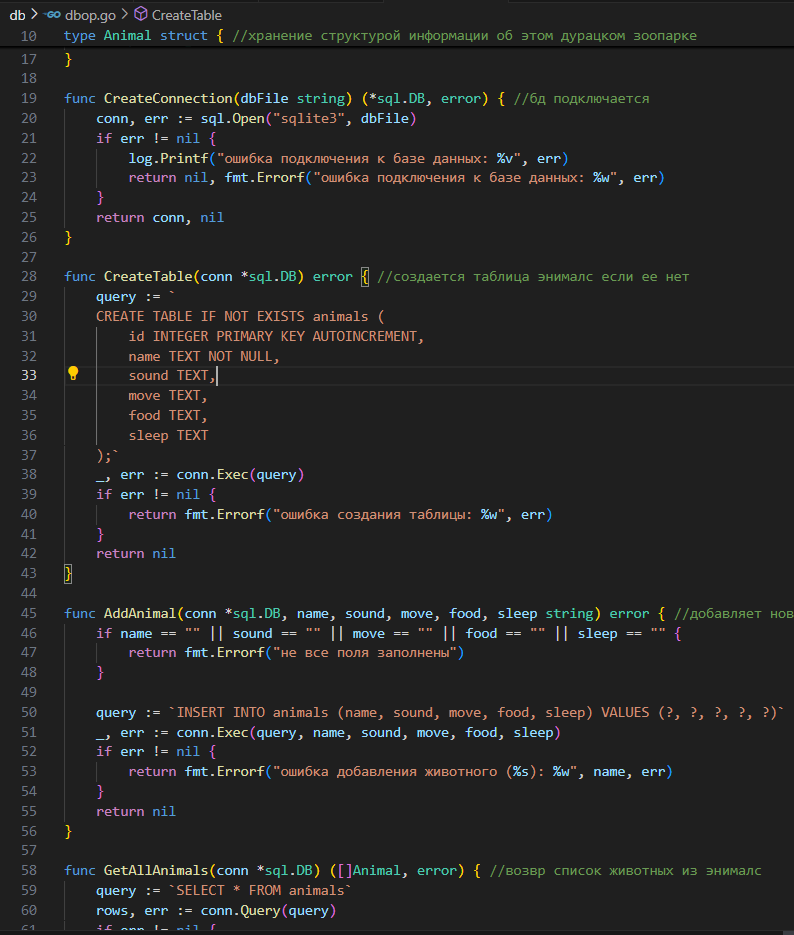 db > dbop.go > CreateTable
10 type Animal struct { //хранение структурой информации об этом дурацком зоопарке
17 }
18
19 func CreateConnection(dbFile string) (*sql.DB, error) { //бд подключается
20 conn, err := sql.Open("sqlite3", dbFile)
21 if err != nil {
22 log.Printf("ошибка подключения к базе данных: %v", err)
23 return nil, fmt.Errorf("ошибка подключения к базе данных: %w", err)
24 }
25 return conn, nil
26 }
27
28 func CreateTable(conn *sql.DB) error { //создается таблица энималс если ее нет
29 query := `
30 CREATE TABLE IF NOT EXISTS animals (
31 id INTEGER PRIMARY KEY AUTOINCREMENT,
32 name TEXT NOT NULL,
33 sound TEXT,
34 move TEXT,
35 food TEXT,
36 sleep TEXT
37 );`
38 _, err := conn.Exec(query)
39 if err != nil {
40 return fmt.Errorf("ошибка создания таблицы: %w", err)
41 }
42 return nil
43 }
44
45 func AddAnimal(conn *sql.DB, name, sound, move, food, sleep string) error { //добавляет нов
46 if name == "" || sound == "" || move == "" || food == "" || sleep == "" {
47 return fmt.Errorf("не все поля заполнены")
48 }
49
50 query := `INSERT INTO animals (name, sound, move, food, sleep) VALUES (?, ?, ?, ?, ?)`
51 _, err := conn.Exec(query, name, sound, move, food, sleep)
52 if err != nil {
53 return fmt.Errorf("ошибка добавления животного (%s): %w", name, err)
54 }
55 return nil
56 }
57
58 func GetAllAnimals(conn *sql.DB) ([]Animal, error) { //возвр список животных из энималс
59 query := `SELECT * FROM animals`
60 rows, err := conn.Query(query)
61 if err != nil {